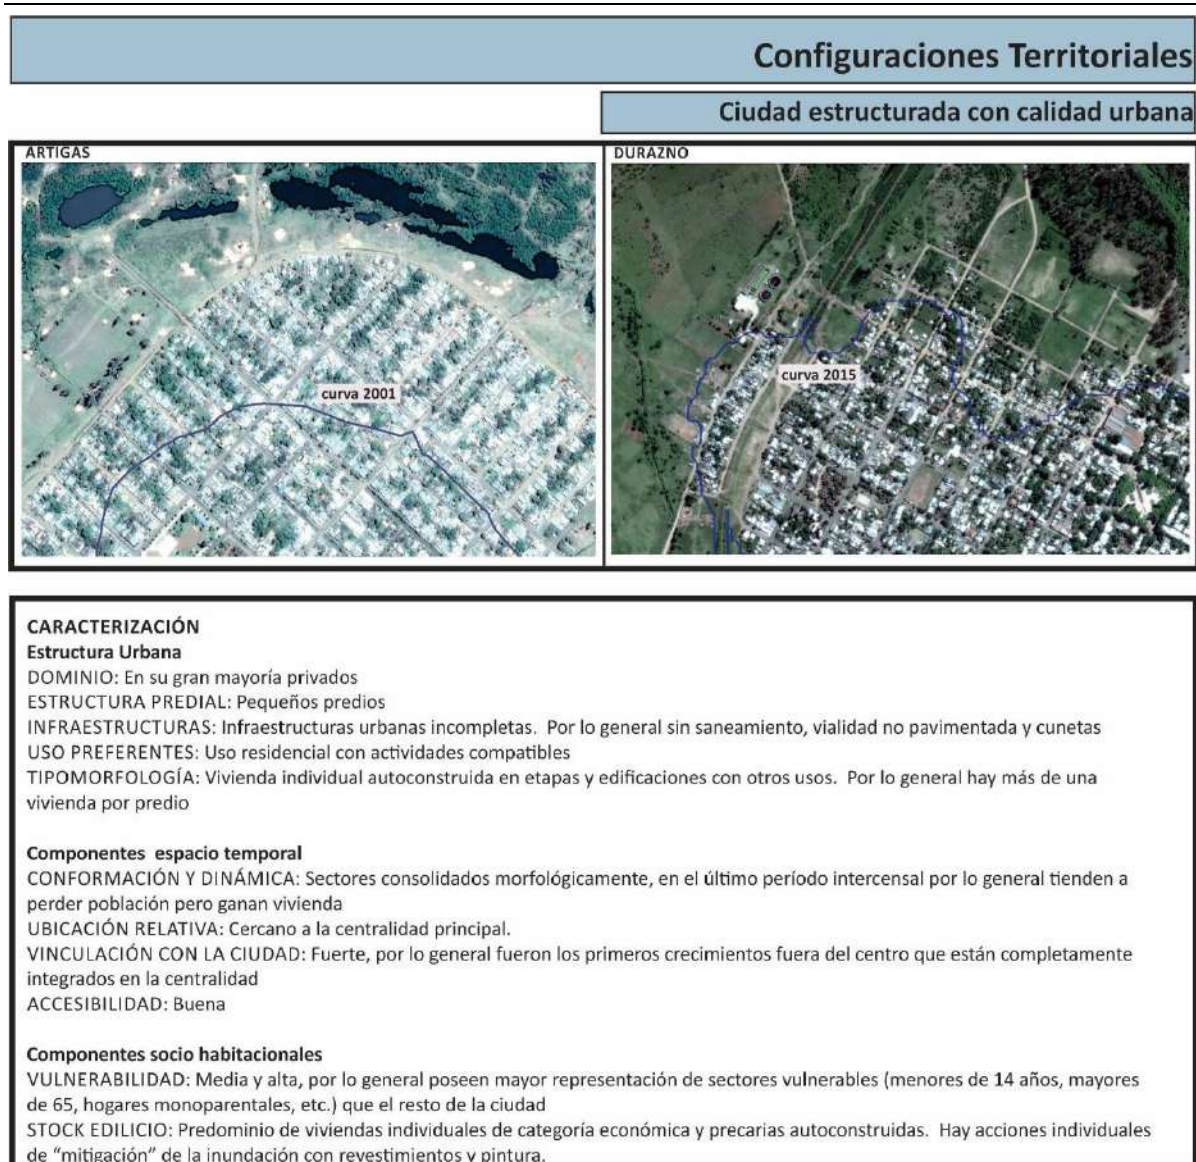 Configuraciones Territoriales
Ciudad estructurada con calidad urbana
ARTIGAS
curva 2001
DURAZNO
curva 2015
CARACTERIZACIÓN
Estructura Urbana
DOMINIO: En su gran mayoría privados
ESTRUCTURA PREDIAL: Pequeños predios
INFRAESTRUCTURAS: Infraestructuras urbanas incompletas. Por lo general sin saneamiento, vialidad no pavimentada y cunetas
USO PREFERENTES: Uso residencial con actividades compatibles
TIPOMORFOLOGÍA: Vivienda individual autoconstruida en etapas y edificaciones con otros usos. Por lo general hay más de una
vivienda por predio
Componentes espacio temporal
CONFORMACIÓN Y DINÁMICA: Sectores consolidados morfológicamente, en el último período intercensal por lo general tienden a
perder población pero ganan vivienda
UBICACIÓN RELATIVA: Cercano a la centralidad principal.
VINCULACIÓN CON LA CIUDAD: Fuerte, por lo general fueron los primeros crecimientos fuera del centro que están completamente
integrados en la centralidad
ACCESIBILIDAD: Buena
Componentes socio habitacionales
VULNERABILIDAD: Media y alta, por lo general poseen mayor representación de sectores vulnerables (menores de 14 años, mayores
de 65, hogares monoparentales, etc.) que el resto de la ciudad
STOCK EDILICIO: Predominio de viviendas individuales de categoría económica y precarias autoconstruidas. Hay acciones individuales
de “mitigación” de la inundación con revestimientos y pintura.